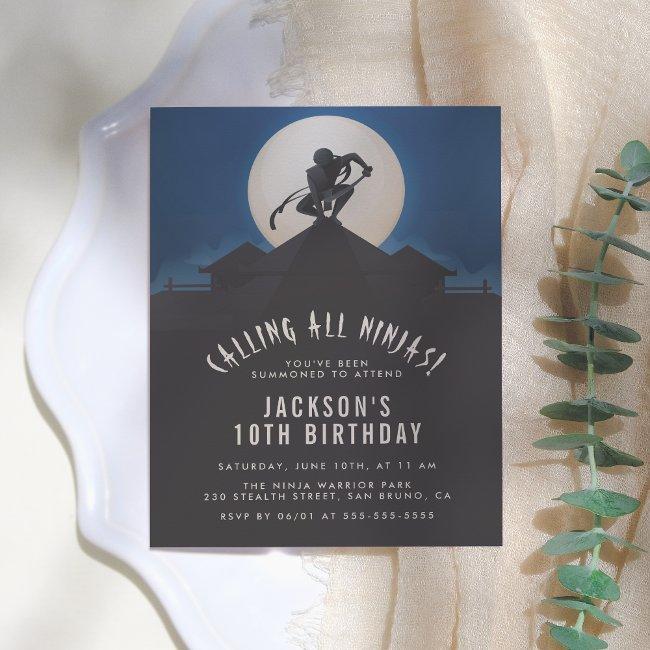 CALLING ALL NINJAS!
YOU'VE BEEN
SUMMONED TO ATTEND
JACKSON'S
10TH BIRTHDAY
SATURDAY, JUNE 10TH, AT 11 AM
THE NINJA WARRIOR PARK
230 STEALTH STREET, SAN BRUNO, CA
RSVP BY 06/01 AT 555-555-5555